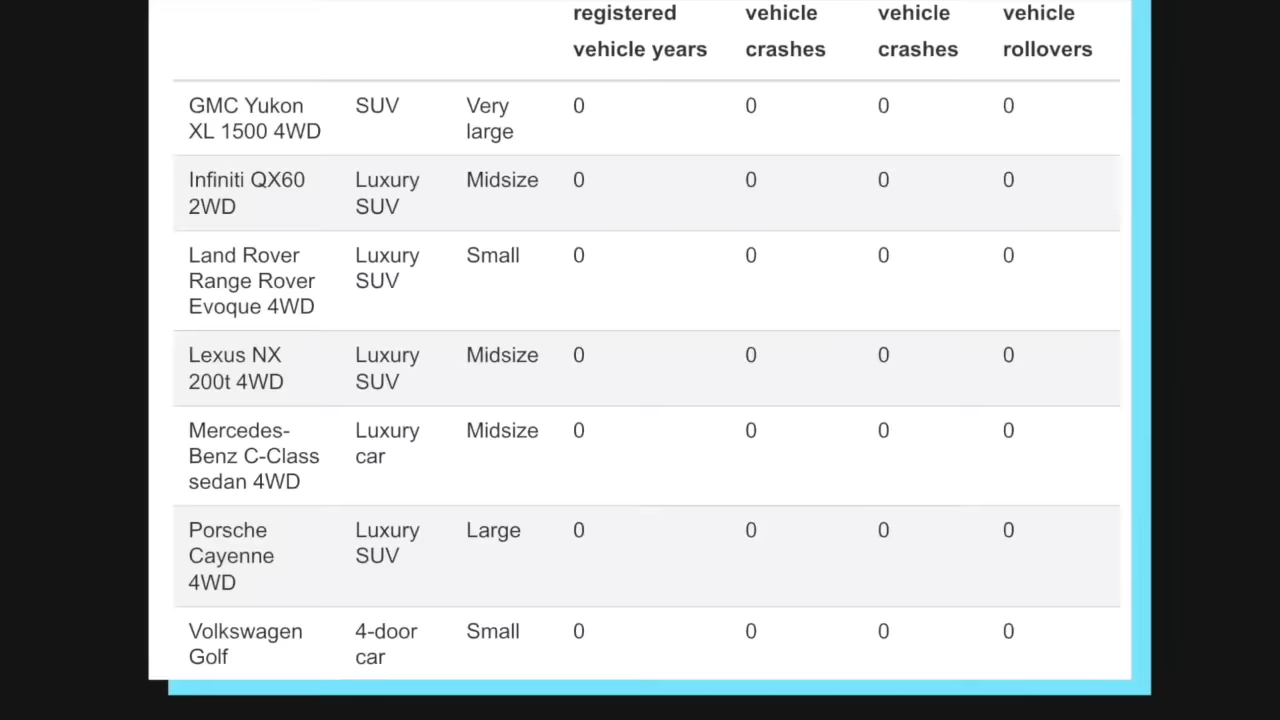 registered vehicle vehicle vehicle
vehicle years crashes crashes rollovers
GMC Yukon SUV Very 0 0 0 0
XL 1500 4WD large
Infiniti QX60 Luxury Midsize 0 0 0 0
2WD SUV
Land Rover Luxury Small 0 0 0 0
Range Rover SUV
Evoque 4WD
Lexus NX Luxury Midsize 0 0 0 0
200t 4WD SUV
Mercedes- Luxury Midsize 0 0 0 0
Benz C-Class car
sedan 4WD
Porsche Luxury Large 0 0 0 0
Cayenne SUV
4WD
Volkswagen 4-door Small 0 0 0 0
Golf car